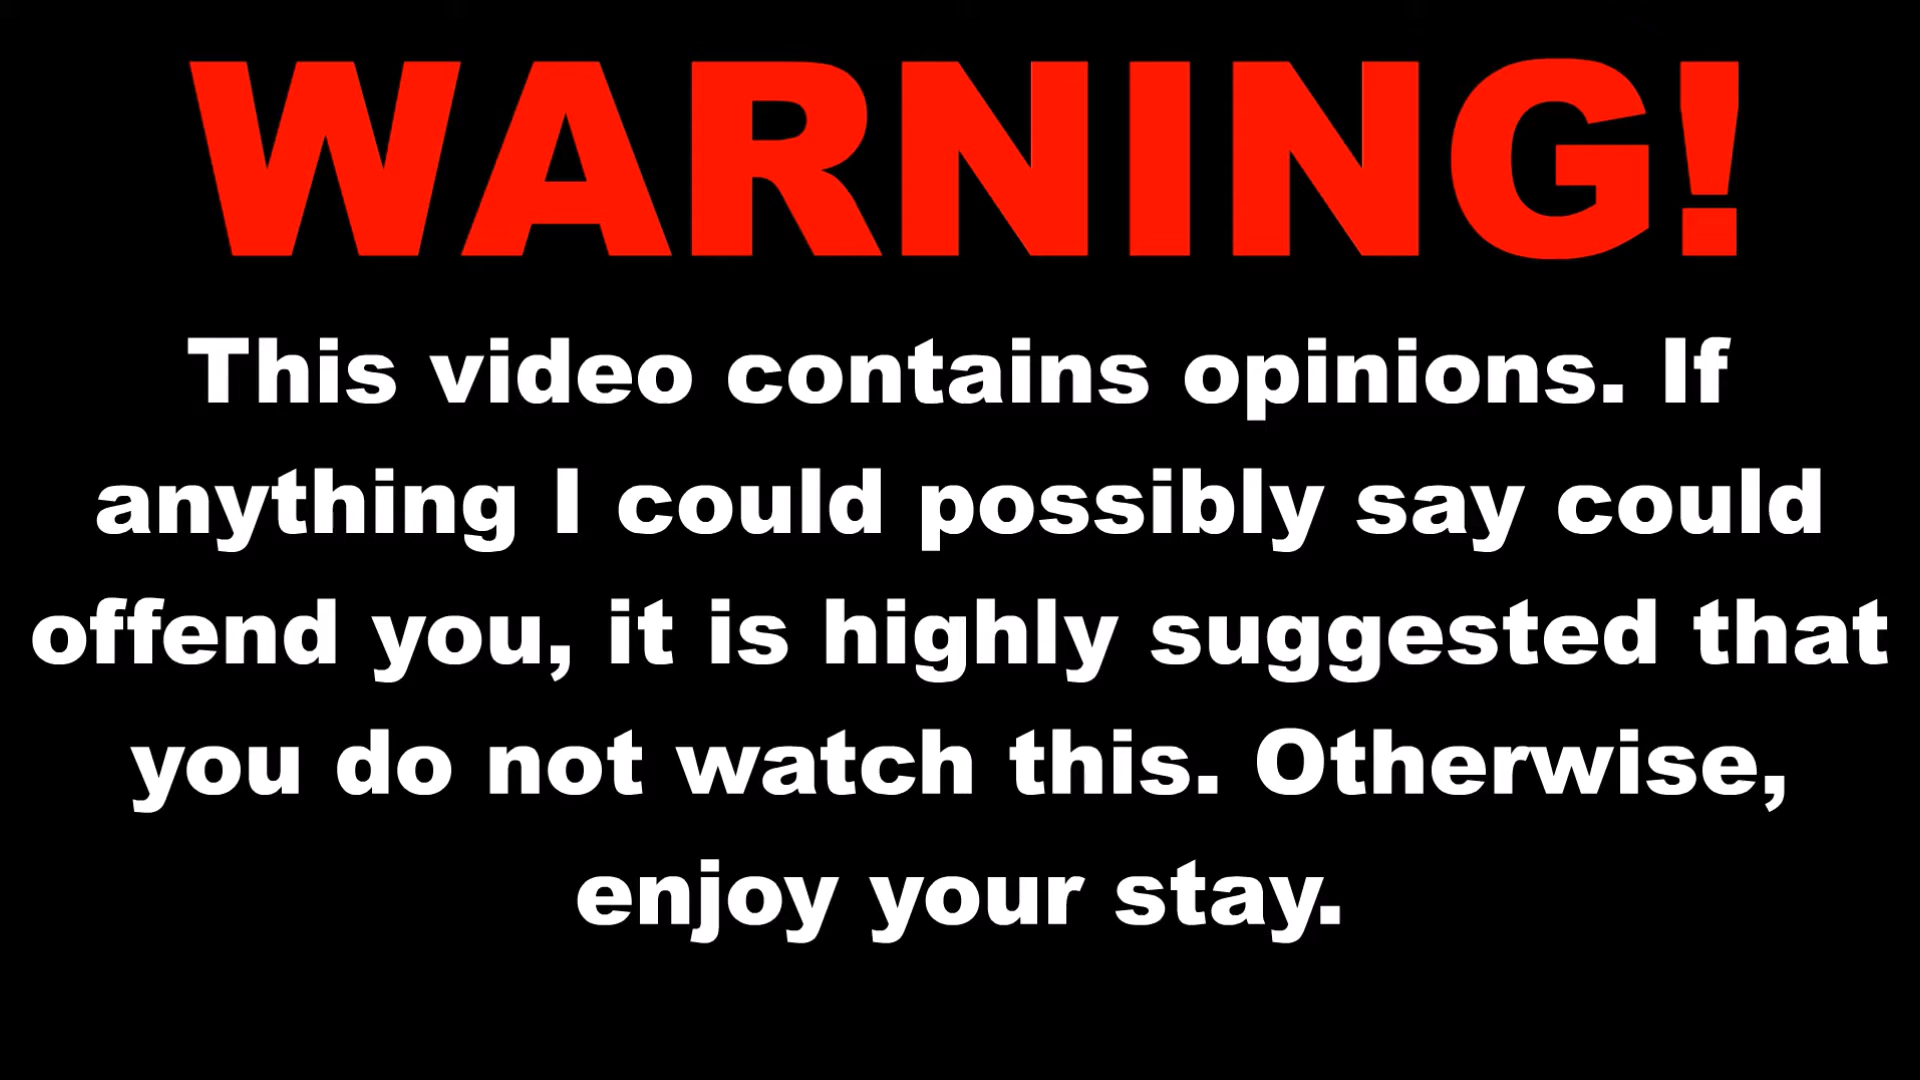 WARNING!
This video contains opinions. If
anything I could possibly say could
offend you, it is highly suggested that
you do not watch this. Otherwise,
enjoy your stay.